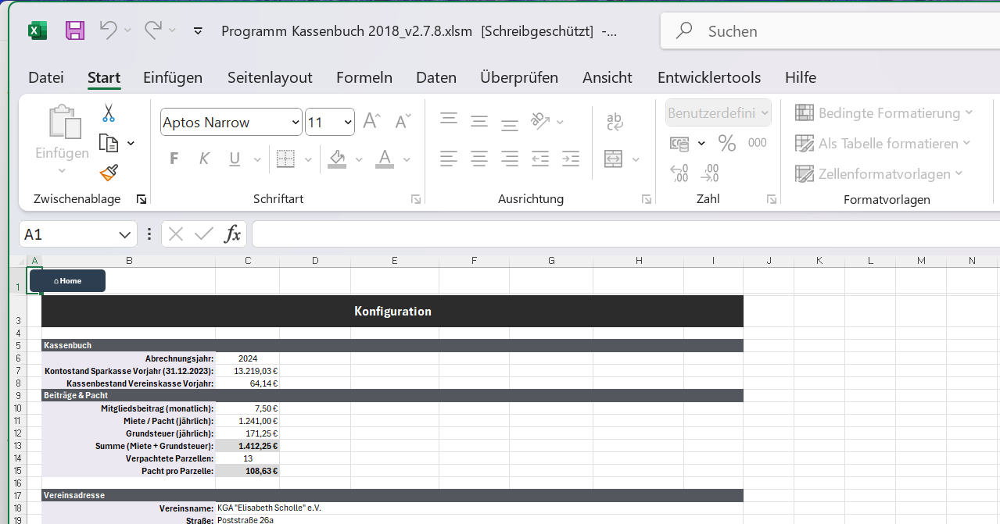 Programm Kassenbuch 2018_v2.7.8.xlsm [Schreibgeschützt] -...
Suchen
Datei Start Einfügen Seitenlayout Formeln Daten Überprüfen Ansicht Entwicklertools Hilfe
Einfügen
Zwischenablage
Aptos Narrow 11
F K U A
Schriftart
ab
Ausrichtung
Benutzerdefini
% 000
Zahl
Bedingte Formatierung
Als Tabelle formatieren
Zellenformatvorlagen
Formatvorlagen
A1 fx
A B C D E F G H I J K L M N
1 ⌂ Home
3 Konfiguration
4
5 Kassenbuch
6 Abrechnungsjahr: 2024
7 Kontostand Sparkasse Vorjahr (31.12.2023): 13.219,03 €
8 Kassenbestand Vereinskasse Vorjahr: 64,14 €
9 Beiträge & Pacht
10 Mitgliedsbeitrag (monatlich): 7,50 €
11 Miete / Pacht (jährlich): 1.241,00 €
12 Grundsteuer (jährlich): 171,25 €
13 Summe (Miete + Grundsteuer): 1.412,25 €
14 Verpachtete Parzellen: 13
15 Pacht pro Parzelle: 108,63 €
16
17 Vereinsadresse
18 Vereinsname: KGA "Elisabeth Scholle" e.V.
19 Straße: Poststraße 26a